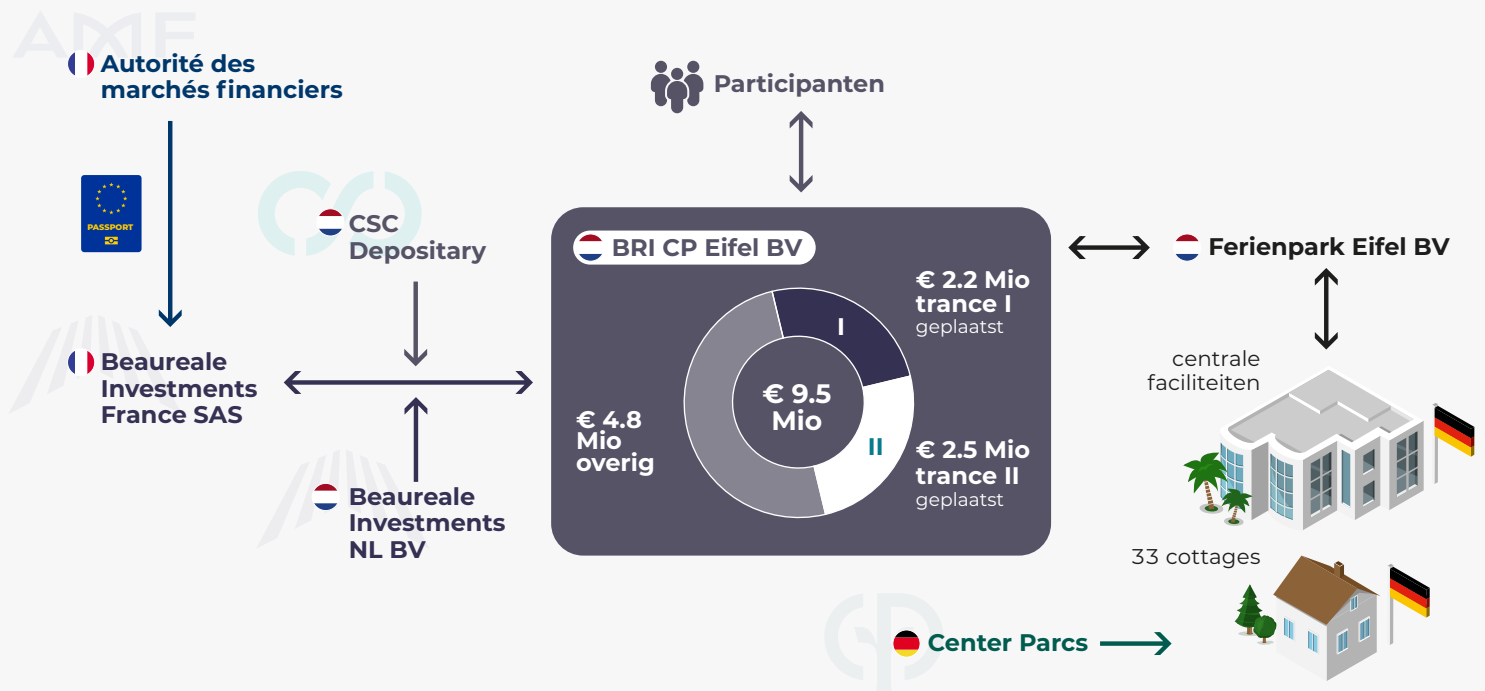 AMF
Autorité des
marchés financiers
PASSPORT
Participanten
CSC
Depositary
BRI CP Eifel BV
€ 2.2 Mio
trance I
geplaatst
I
€ 9.5
Mio
€ 4.8
Mio
overig
II
€ 2.5 Mio
trance II
geplaatst
Ferienpark Eifel BV
centrale
faciliteiten
Beaureale
Investments
France SAS
Beaureale
Investments
NL BV
33 cottages
Center Parcs